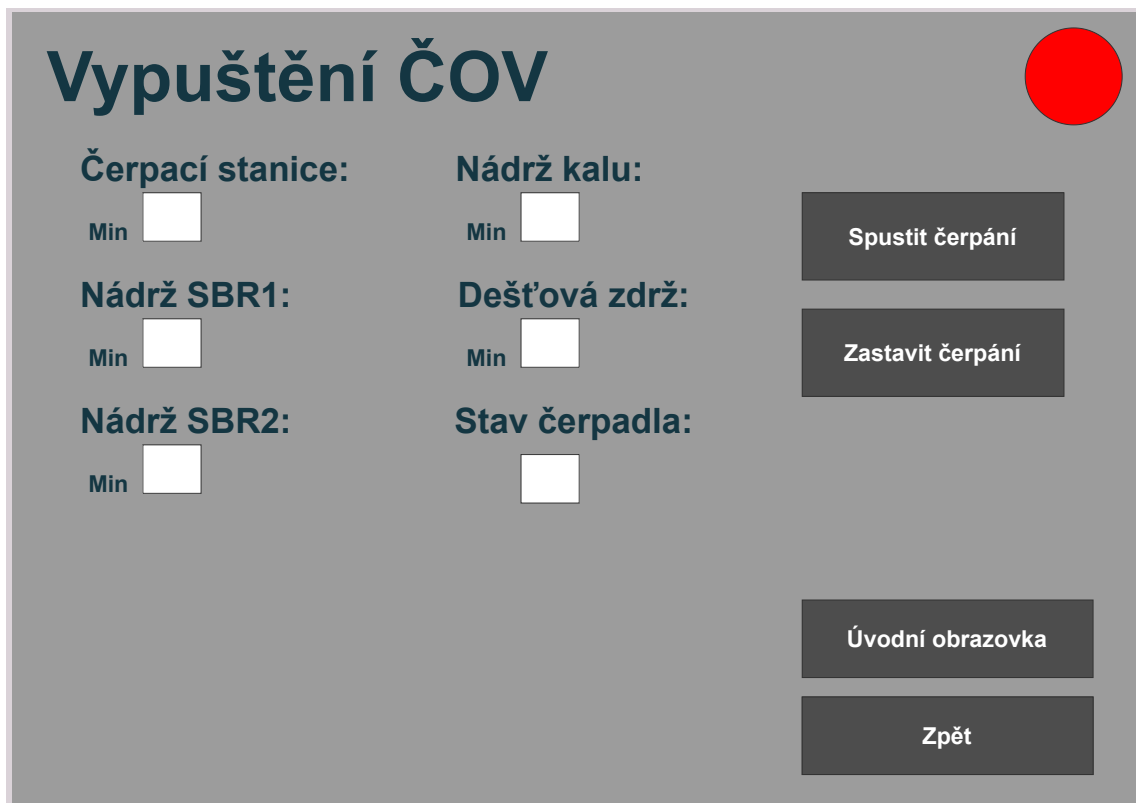 Vypuštění ČOV
Čerpací stanice:
Min
Nádrž SBR1:
Min
Nádrž SBR2:
Min
Nádrž kalu:
Min
Dešťová zdrž:
Min
Stav čerpadla:
Spustit čerpání
Zastavit čerpání
Úvodní obrazovka
Zpět